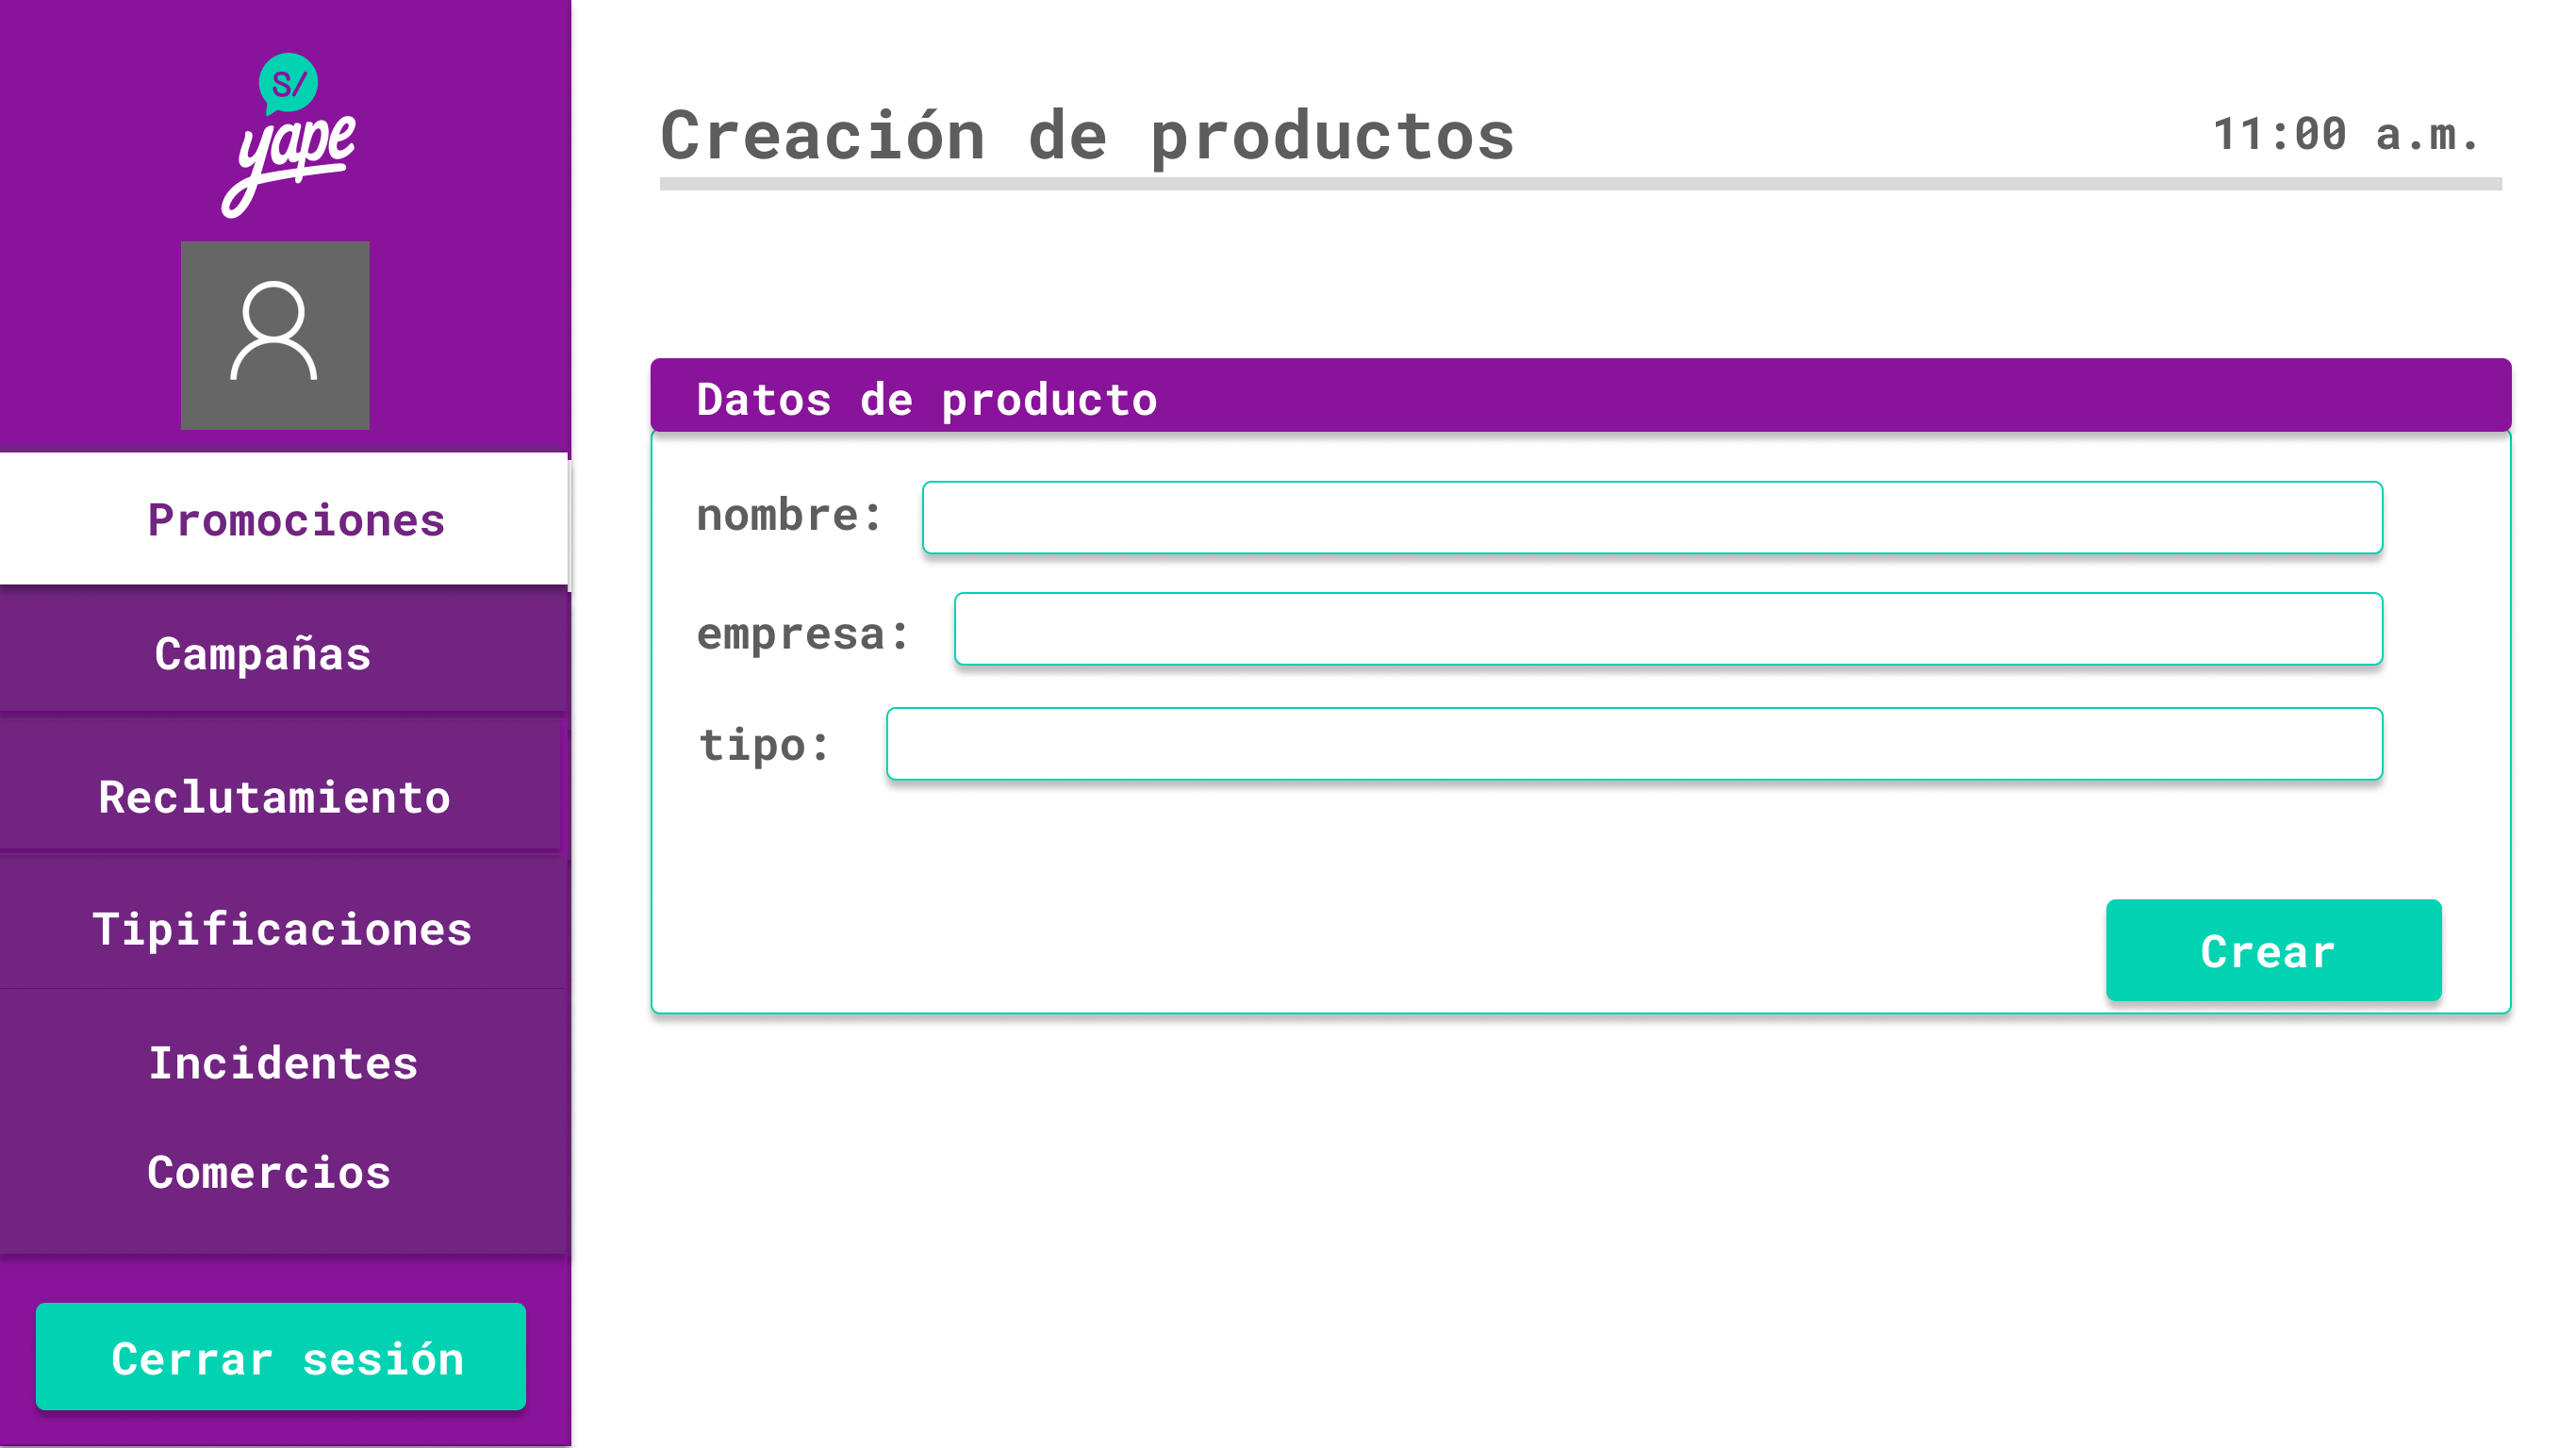 S/
yape
Promociones
Campañas
Reclutamiento
Tipificaciones
Incidentes
Comercios
Cerrar sesión
Creación de productos
11:00 a.m.
Datos de producto
nombre:
empresa:
tipo:
Crear